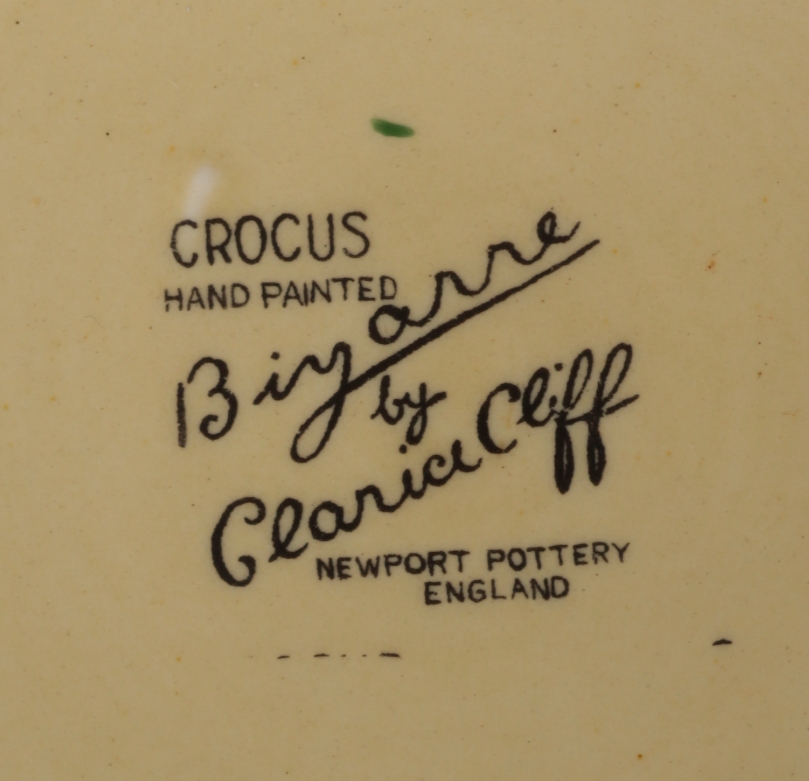 CROCUS
HAND PAINTED
Bizarre
by
Clarice Cliff
NEWPORT POTTERY
ENGLAND